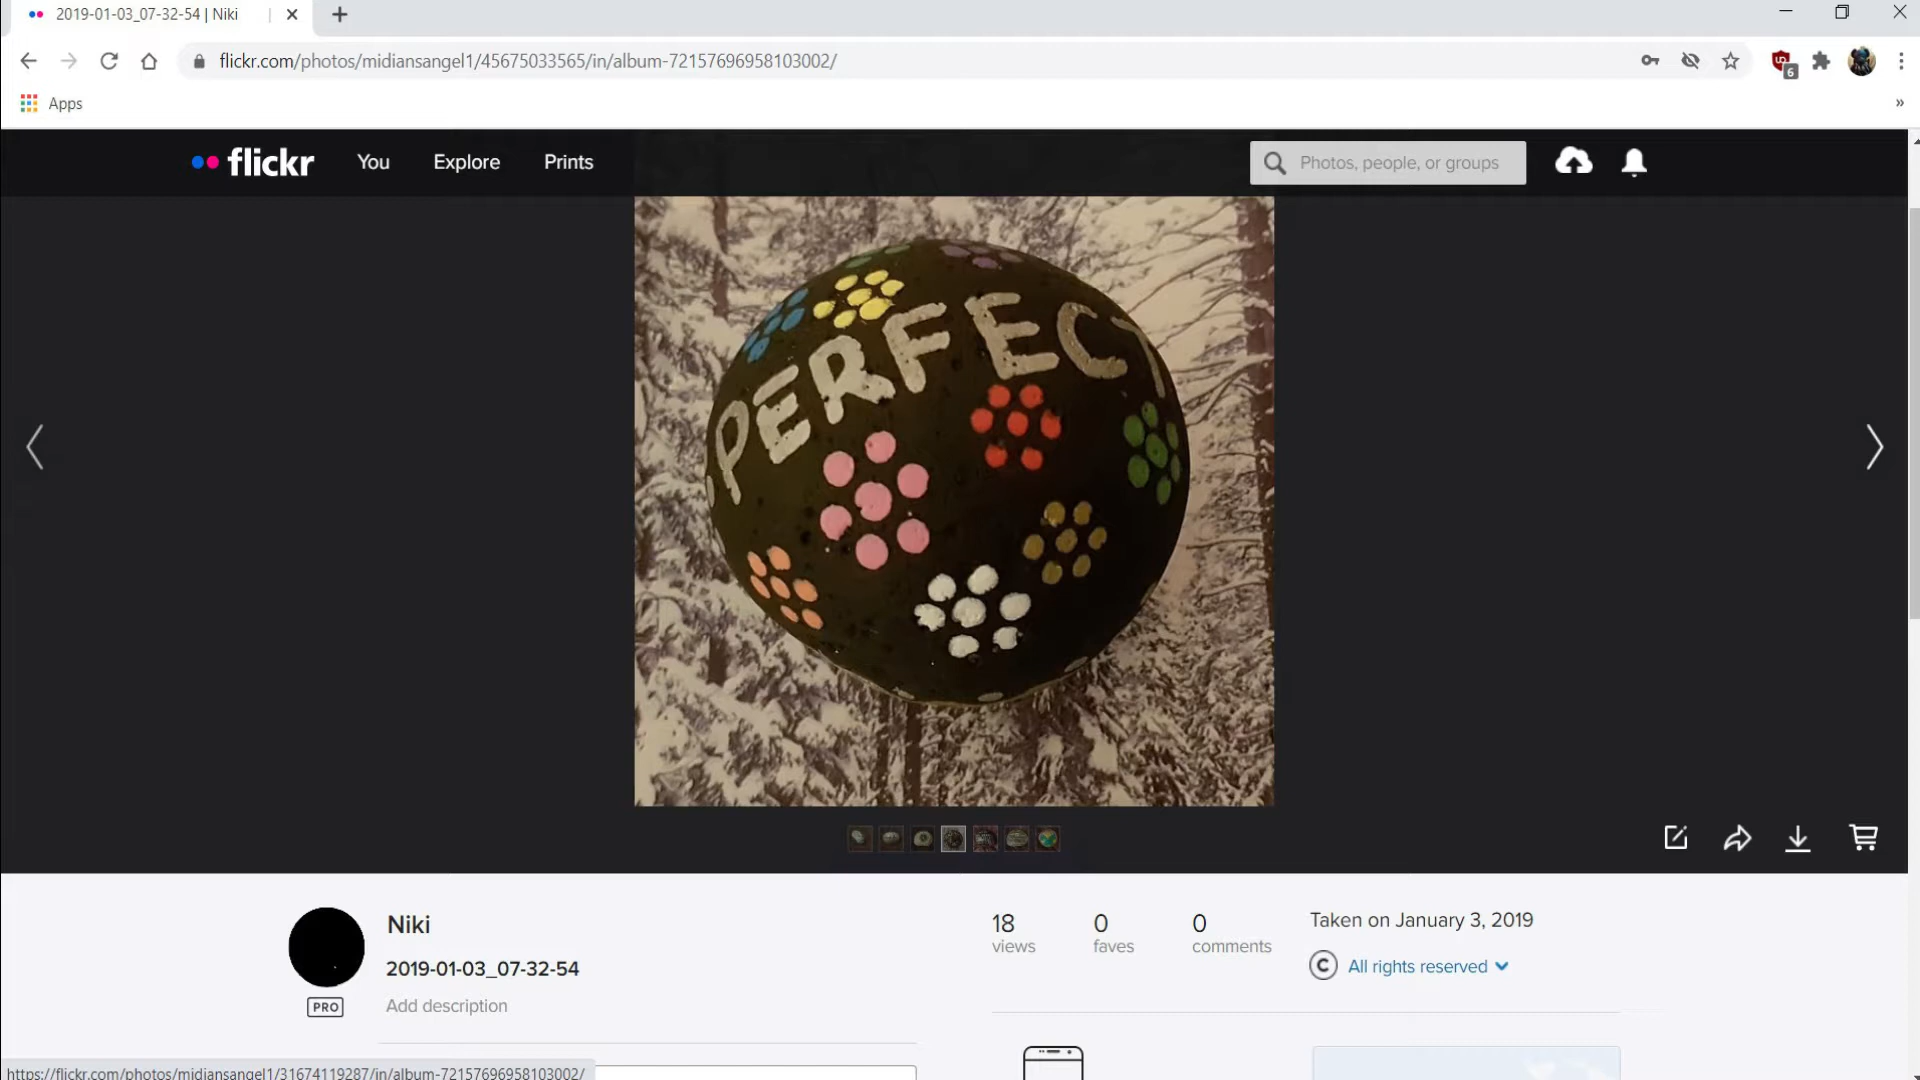 2019-01-03_07-32-54 | Niki
flickr.com/photos/midiansangel1/45675033565/in/album-72157696958103002/
6
Apps
»
flickr
You
Explore
Prints
Photos, people, or groups
PERFECT
Niki
2019-01-03_07-32-54
PRO
Add description
18
views
0
faves
0
comments
Taken on January 3, 2019
© All rights reserved
https://flickr.com/photos/midiansangel1/31674119287/in/album-72157696958103002/